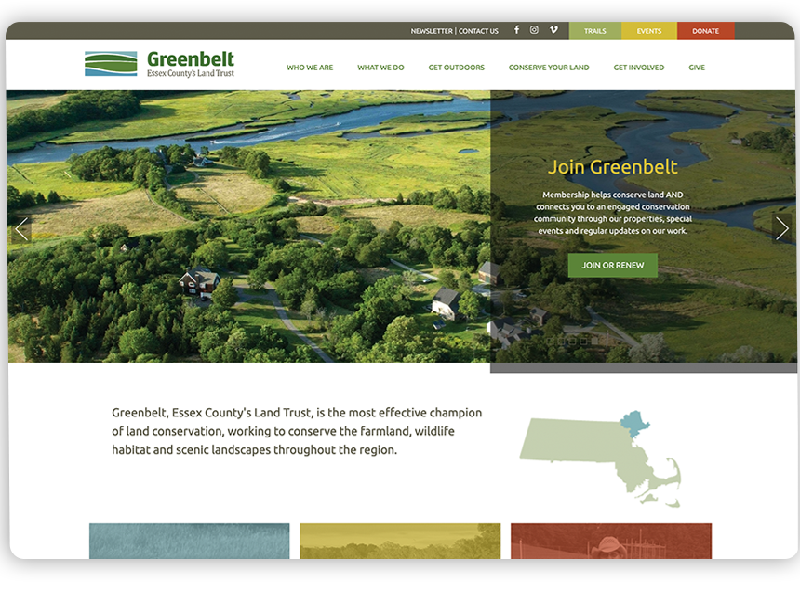 NEWSLETTER | CONTACT US
TRAILS
EVENTS
DONATE
Greenbelt
Essex County's Land Trust
WHO WE ARE
WHAT WE DO
GET OUTDOORS
CONSERVE YOUR LAND
GET INVOLVED
GIVE
Join Greenbelt
Membership helps conserve land AND
connects you to an engaged conservation
community through our properties, special
events and regular updates on our work.
JOIN OR RENEW
Greenbelt, Essex County's Land Trust, is the most effective champion
of land conservation, working to conserve the farmland, wildlife
habitat and scenic landscapes throughout the region.